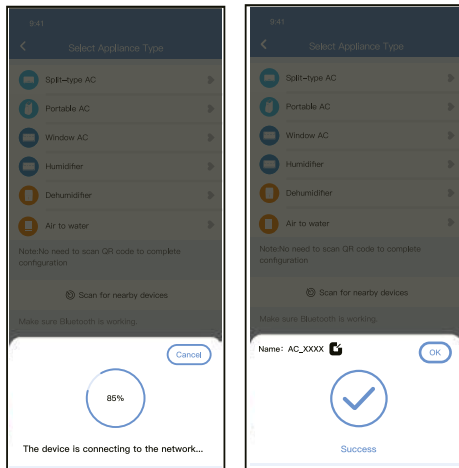 9:41
Select Appliance Type
Split-type AC
Portable AC
Window AC
Humidifier
Dehumidifier
Air to water
Note:No need to scan QR code to complete
configuration
Scan for nearby devices
Make sure Bluetooth is working.
Cancel
85%
The device is connecting to the network...
9:41
Select Appliance Type
Split-type AC
Portable AC
Window AC
Humidifier
Dehumidifier
Air to water
Note:No need to scan QR code to complete
configuration
Scan for nearby devices
Make sure Bluetooth is working.
Name: AC_XXXX
OK
Success